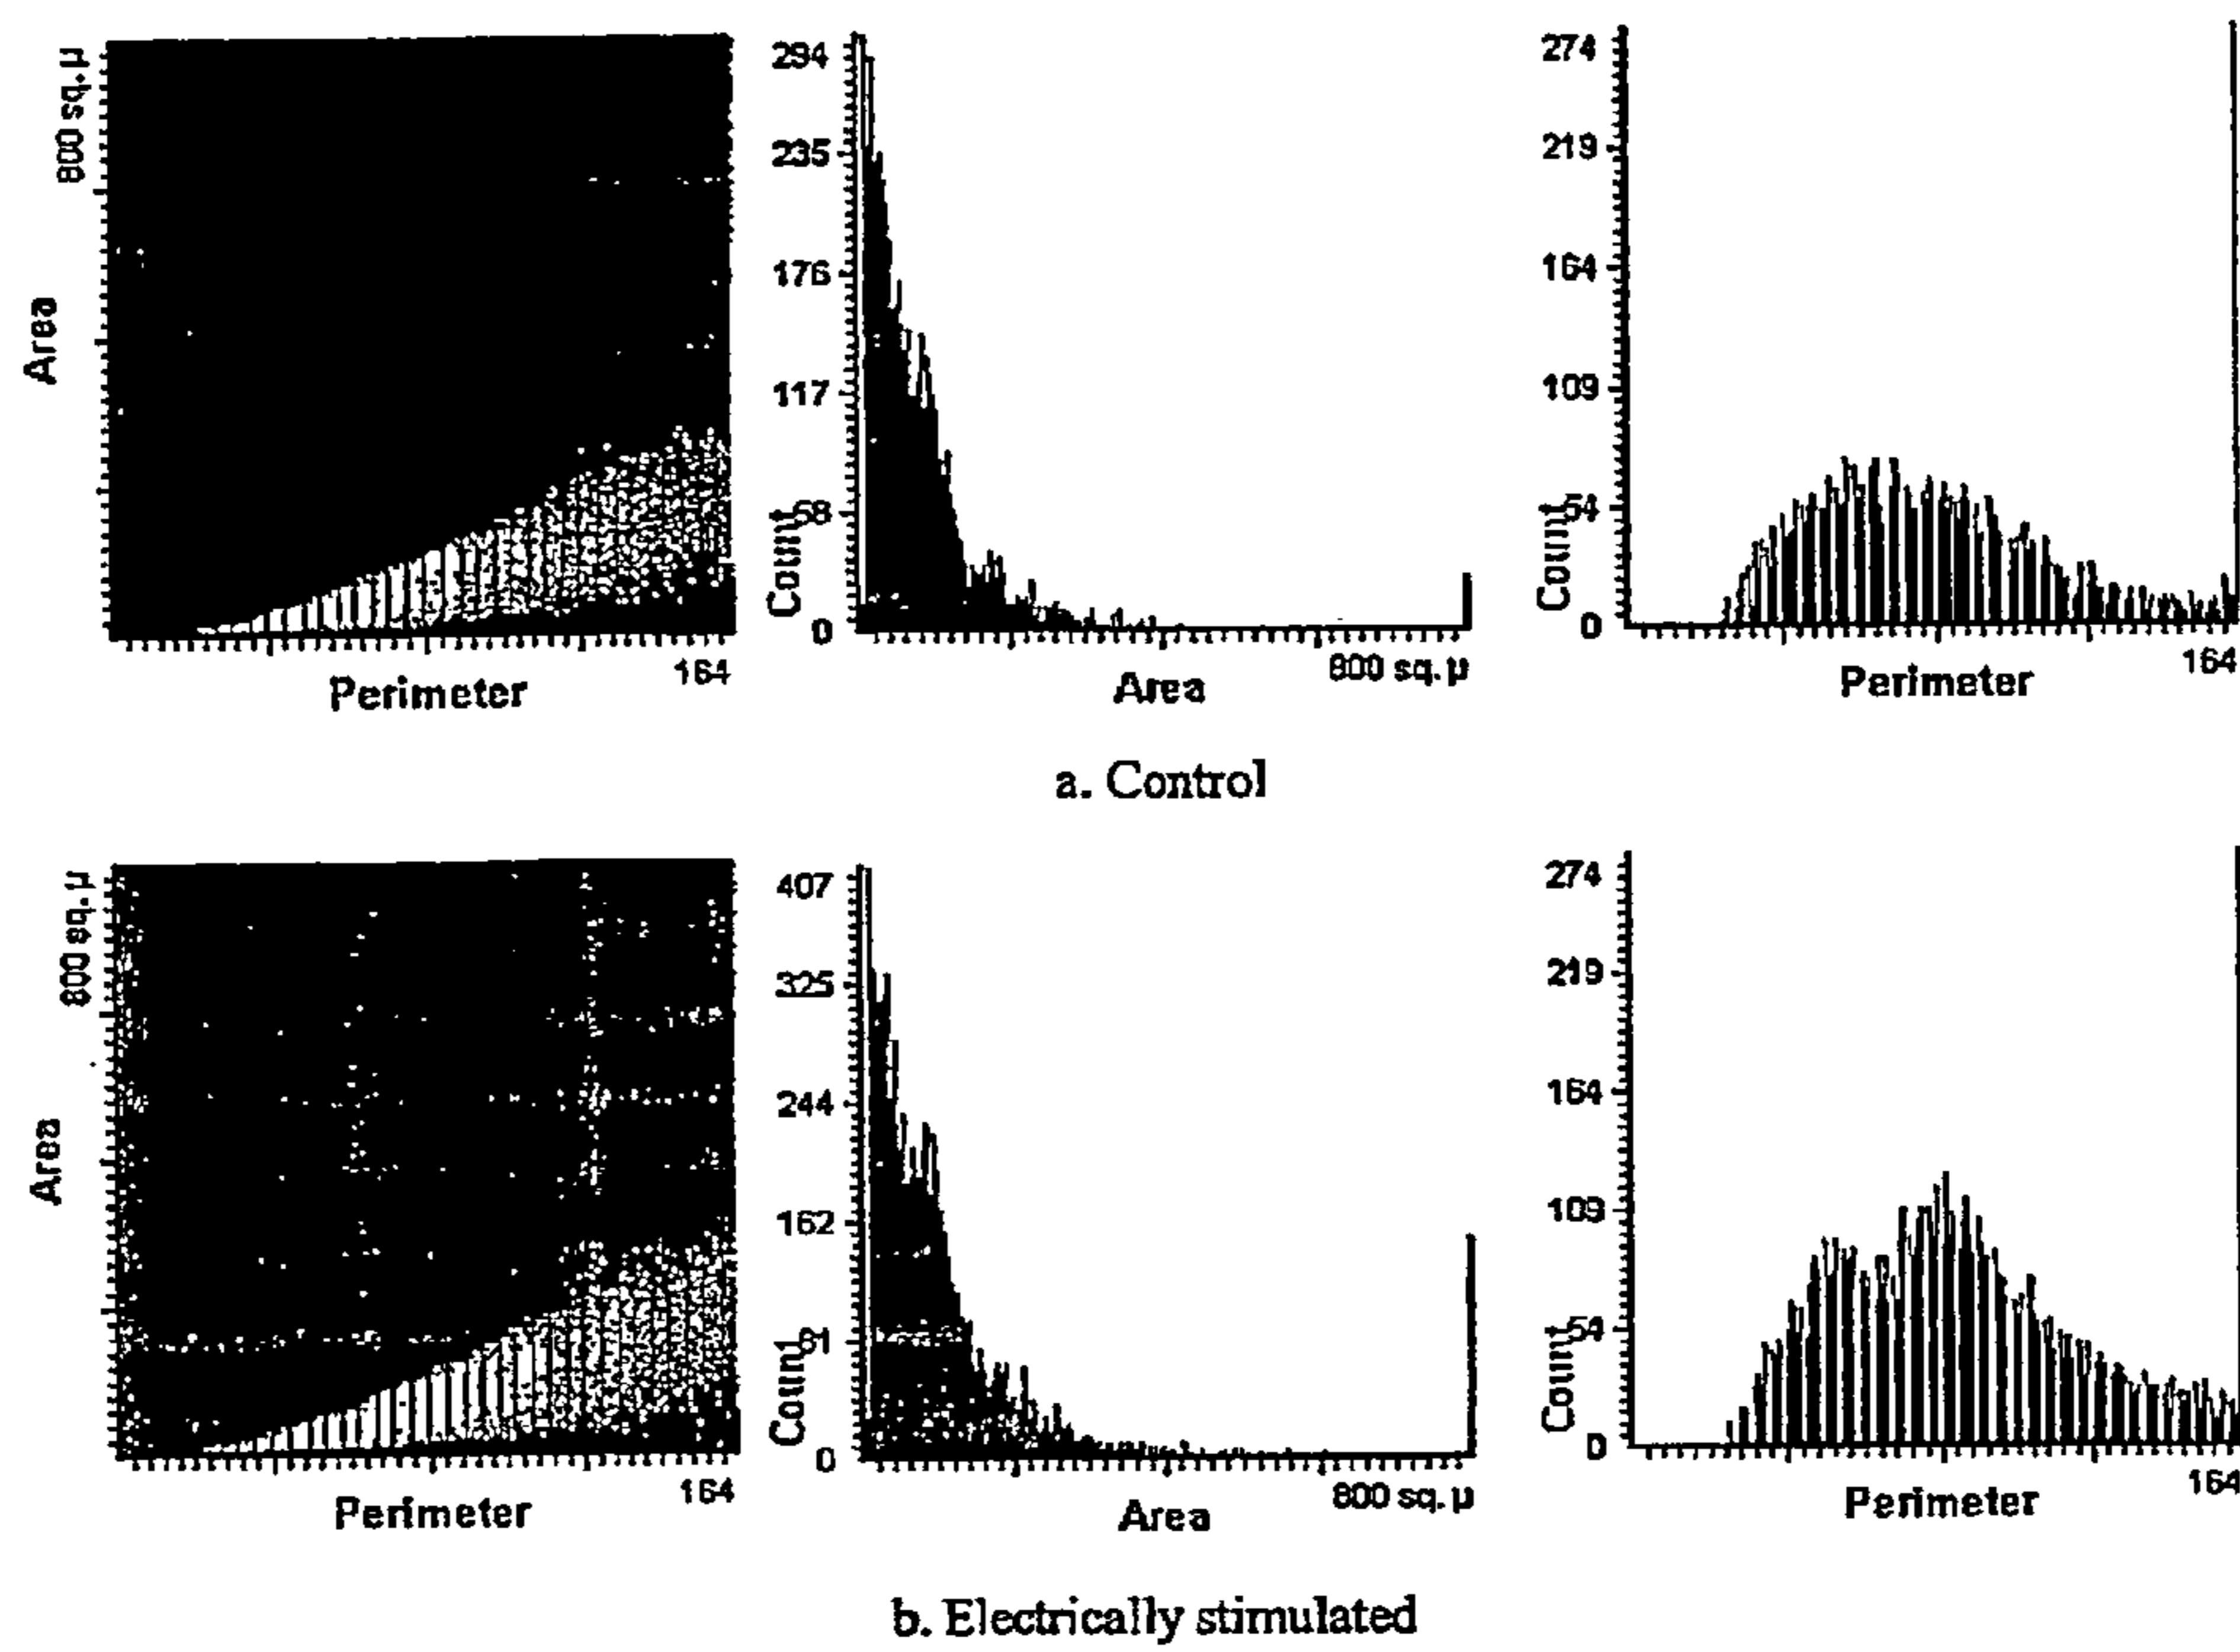 800 sq. μ
Area
164
Perimeter
294
235
176
117
58
0
Count
800 sq. μ
Area
274
219
164
109
54
0
Count
164
Perimeter
a. Control
800 sq. μ
Area
164
Perimeter
407
325
244
162
81
0
Count
800 sq. μ
Area
274
219
164
109
54
0
Count
164
Perimeter
b. Electrically stimulated